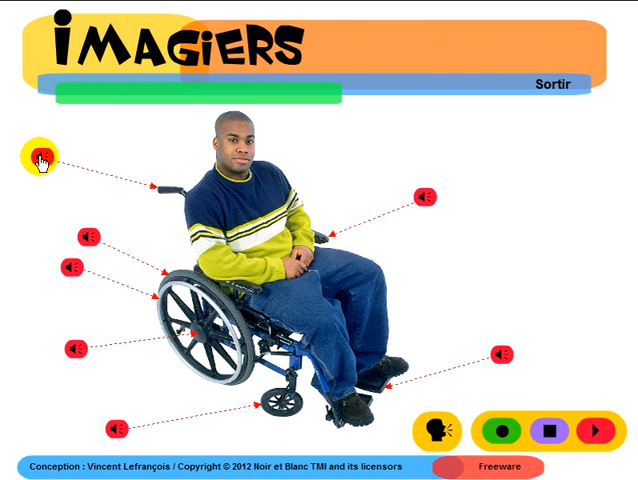 iMAGiERS
Sortir
Conception : Vincent Lefrançois / Copyright © 2012 Noir et Blanc TMI and its licensors
Freeware